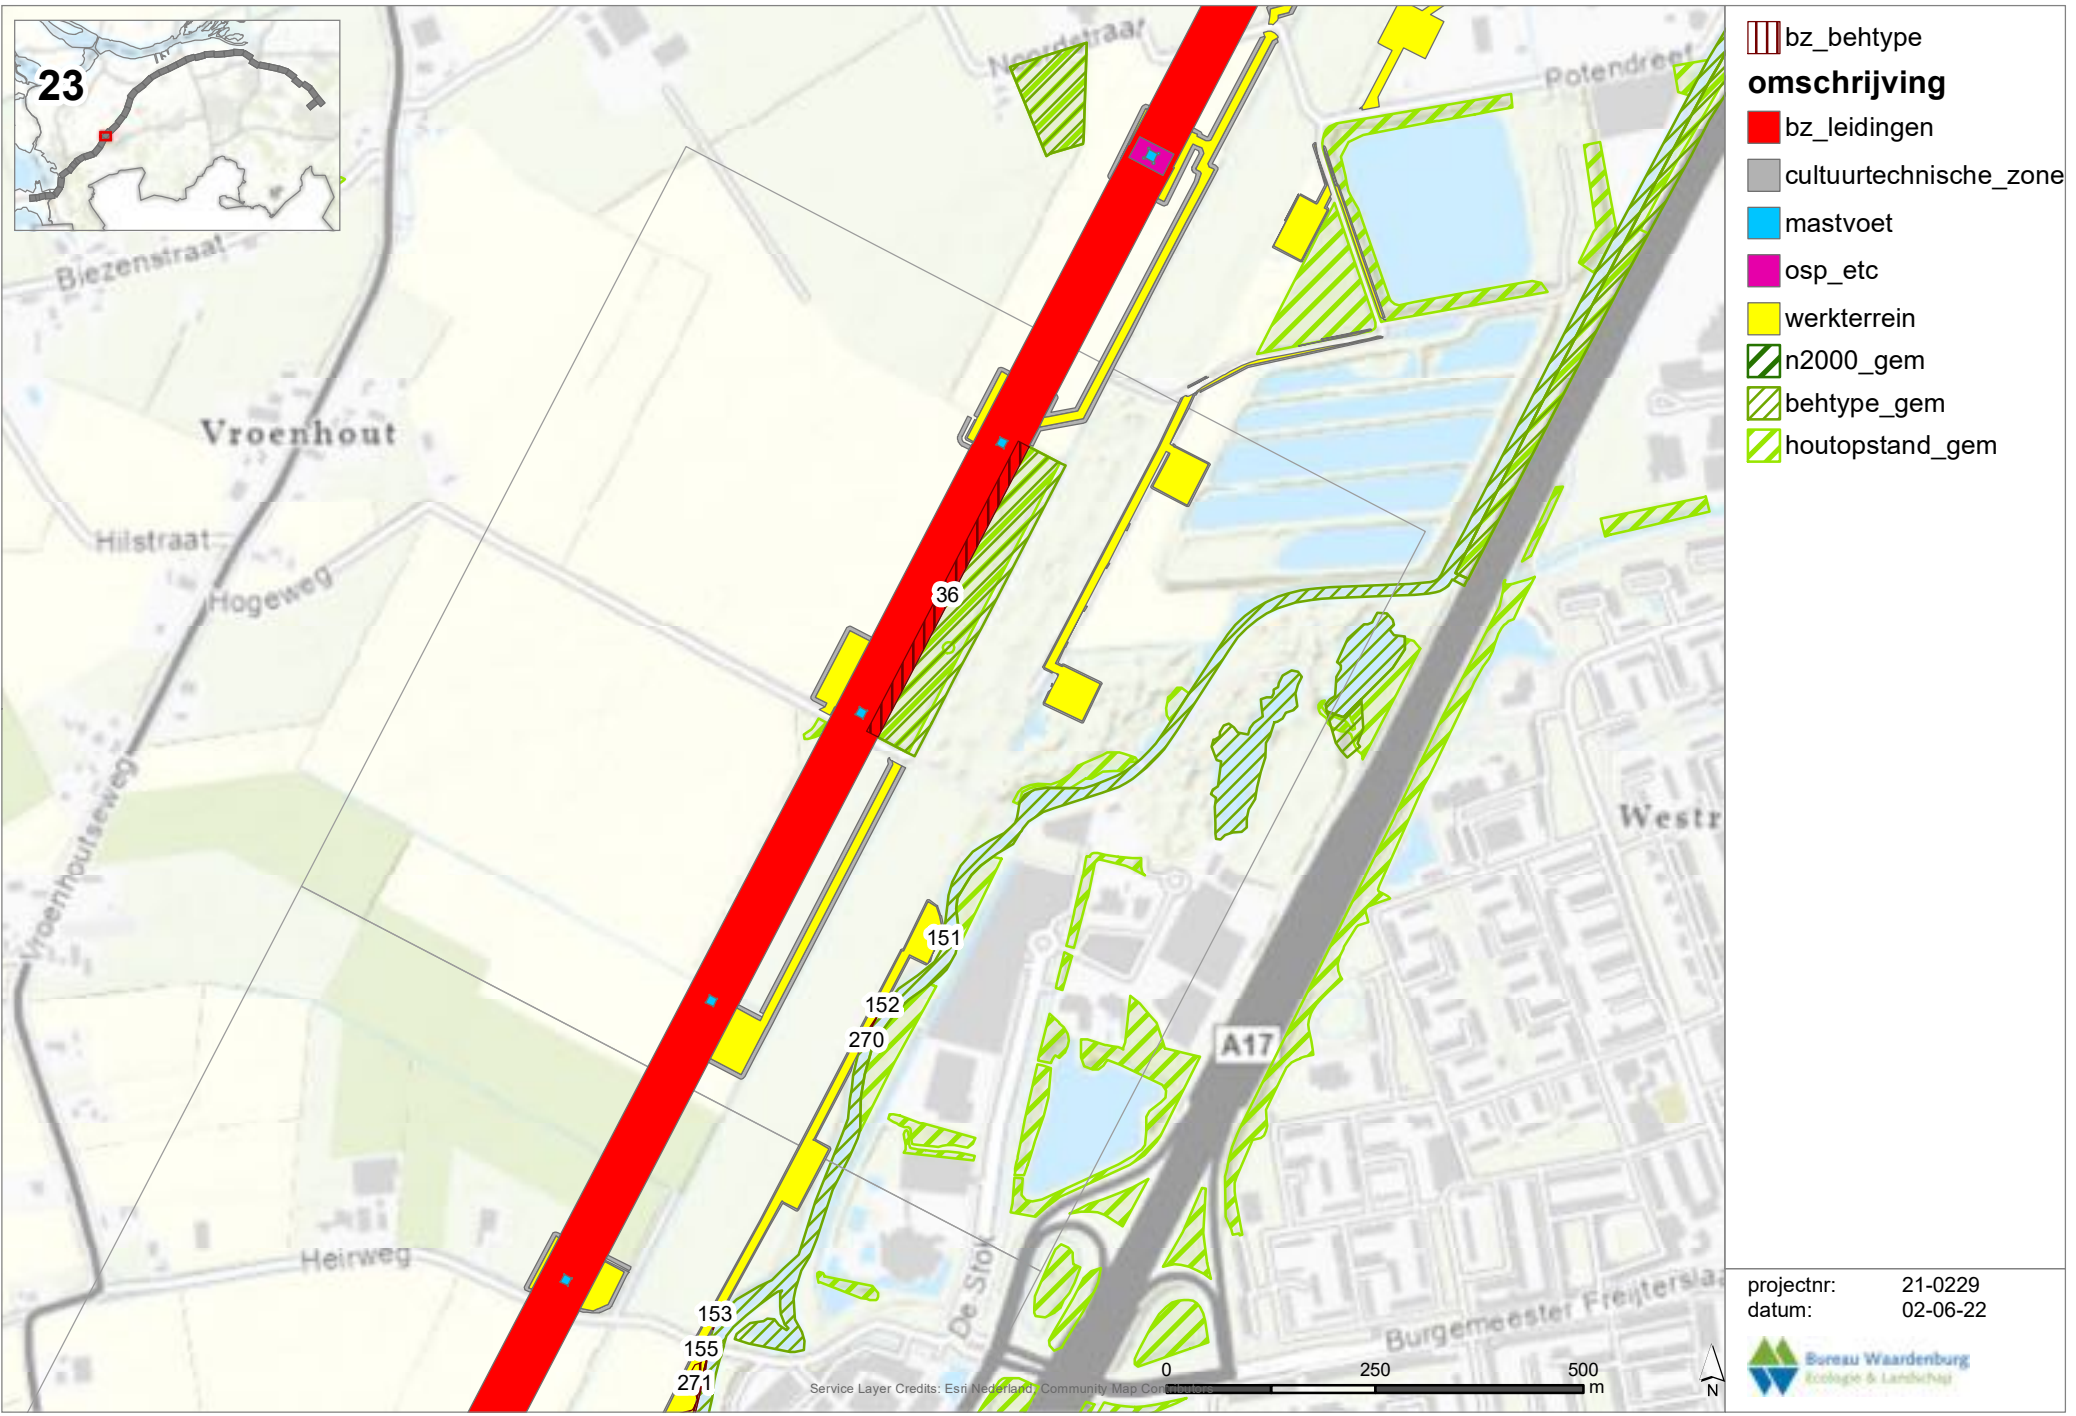 23
Noordstraat
Potendreef
Biezenstraat
Vroenhout
Hilstraat
Hogeweg
36
Vroenhoutseweg
151
152
270
A17
Heirweg
De Stok
153
155
271
Burgemeester Freijtersla
Westr
0 250 500
m
N
Service Layer Credits: Esri Nederland, Community Map Contributors
bz_behtype
omschrijving
bz_leidingen
cultuurtechnische_zone
mastvoet
osp_etc
werkterrein
n2000_gem
behtype_gem
houtopstand_gem
projectnr: 21-0229
datum: 02-06-22
Bureau Waardenburg
Ecologie & Landschap